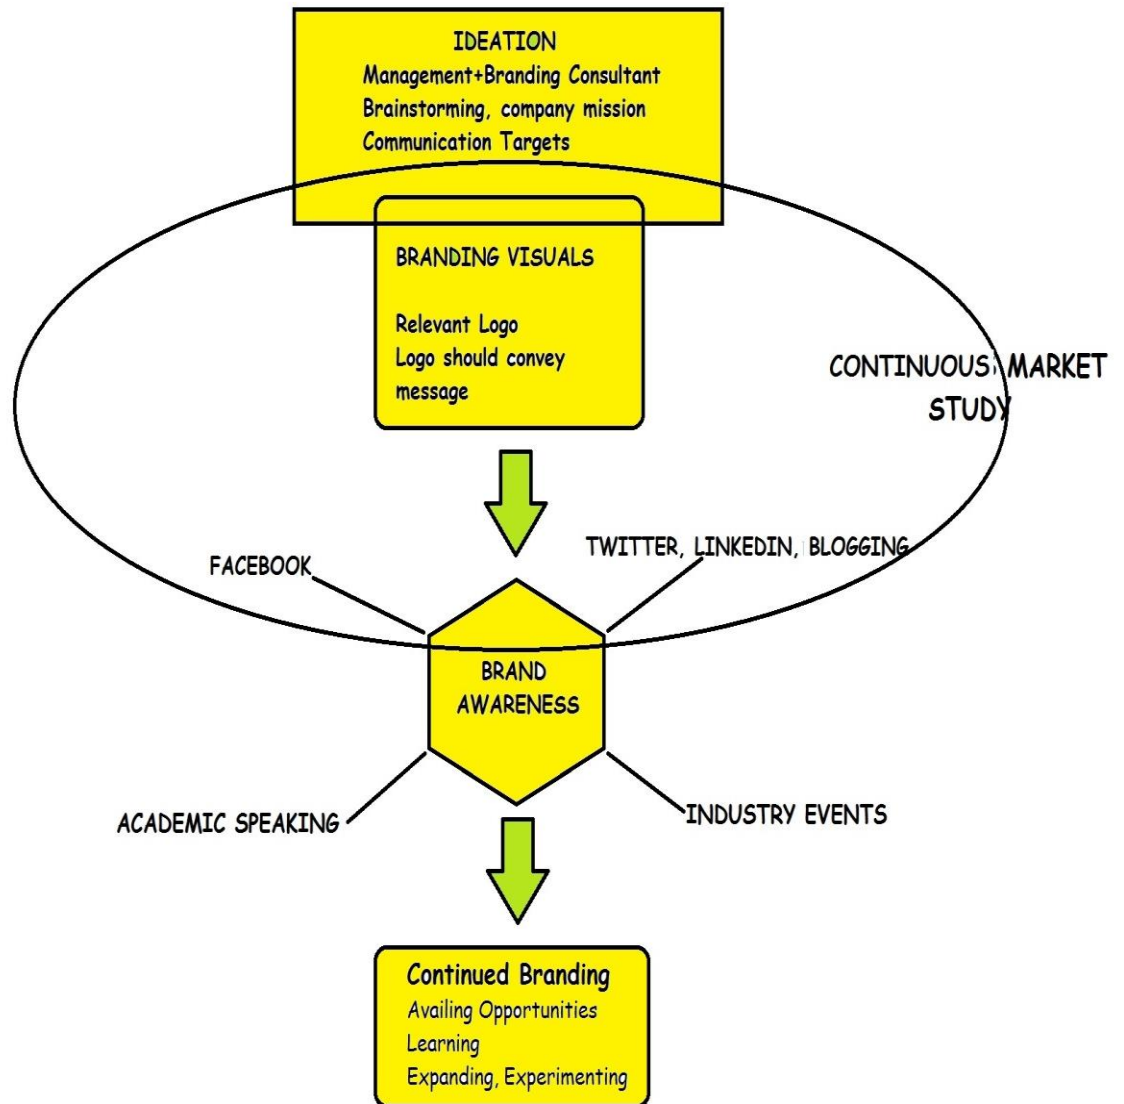 IDEATION
Management+Branding Consultant
Brainstorming, company mission
Communication Targets
BRANDING VISUALS
Relevant Logo
Logo should convey
message
CONTINUOUS MARKET
STUDY
FACEBOOK
TWITTER, LINKEDIN, BLOGGING
BRAND
AWARENESS
ACADEMIC SPEAKING
INDUSTRY EVENTS
Continued Branding
Availing Opportunities
Learning
Expanding, Experimenting